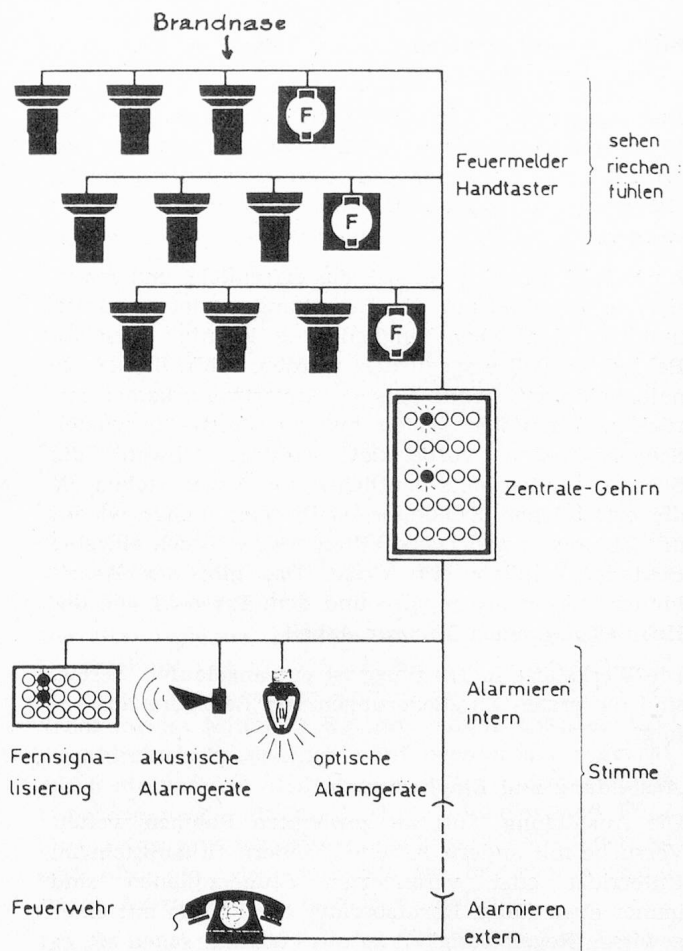 Brandnase
F
Feuermelder
Handtaster
sehen
riechen :
fühlen
F
F
Zentrale-Gehirn
Alarmieren
intern
Fernsigna-
lisierung
akustische
Alarmgeräte
optische
Alarmgeräte
Stimme
Feuerwehr
Alarmieren
extern